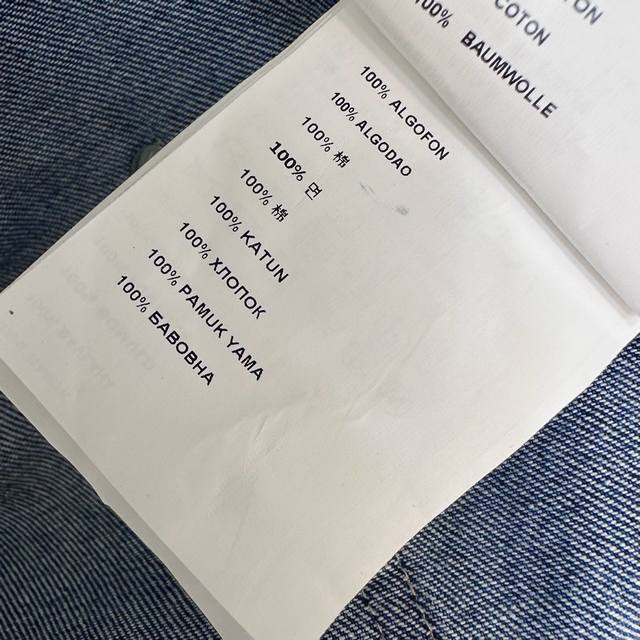 COTON
100% BAUMWOLLE
100% ALGOFON
100% ALGODAO
100% 棉
100% 면
100% 棉
100% KATUN
100% ХЛОПОК
100% PAMUK YAMA
100% БАВОВНА